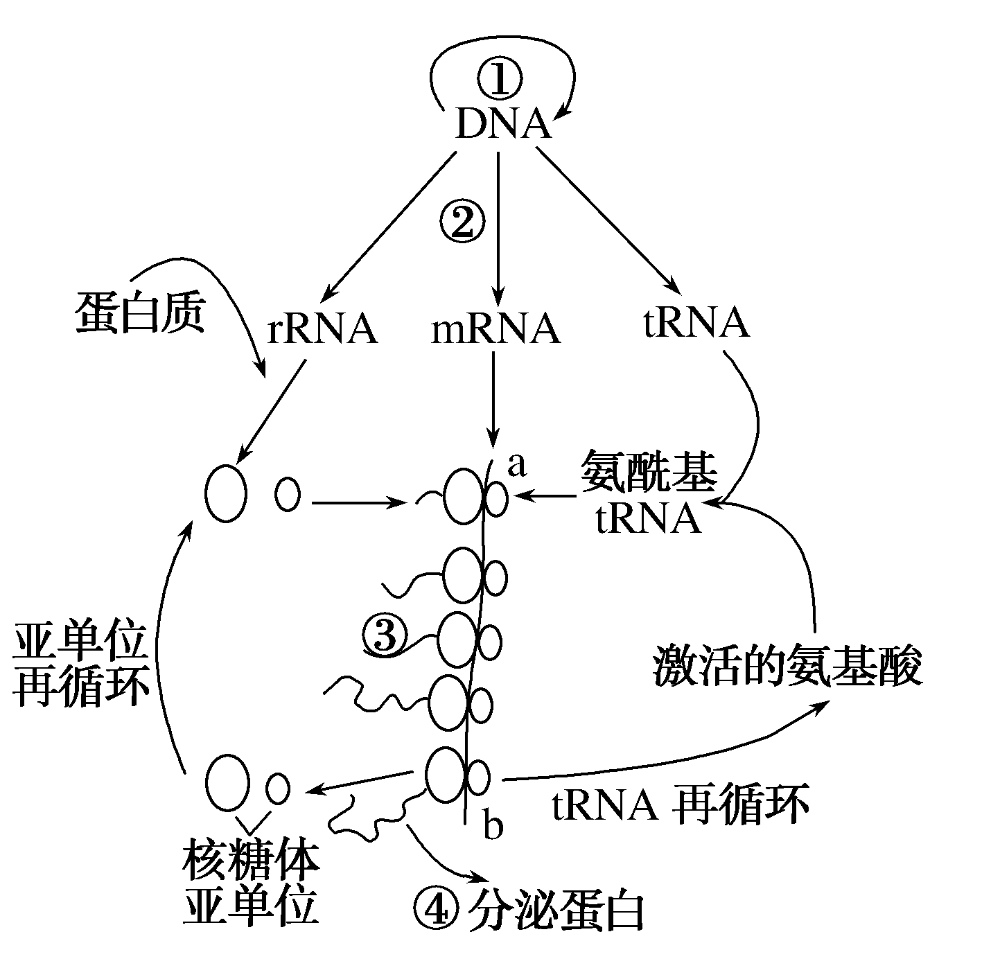 ①
DNA
②
蛋白质
rRNA
mRNA
tRNA
a
氨酰基
tRNA
③
亚单位
再循环
激活的氨基酸
tRNA 再循环
b
核糖体
亚单位
④分泌蛋白